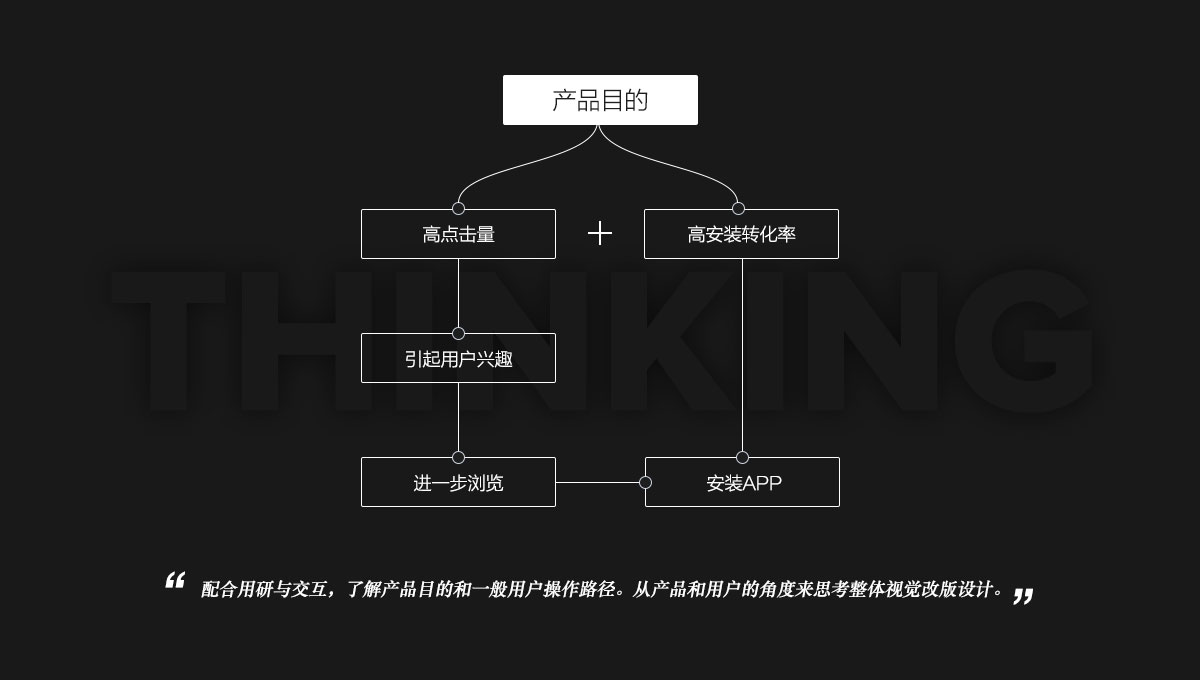 产品目的
高点击量
+
高安装转化率
THINKING
引起用户兴趣
进一步浏览
安装APP
“配合用研与交互，了解产品目的和一般用户操作路径。从产品和用户的角度来思考整体视觉改版设计。”